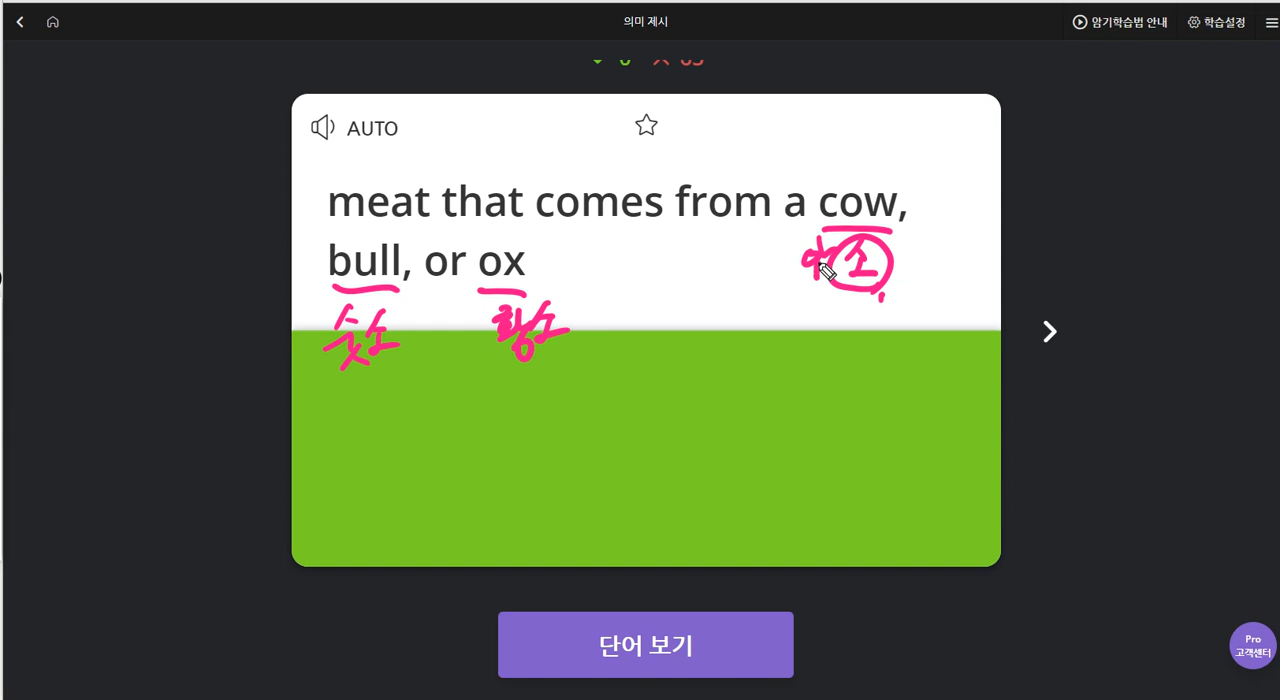 의미 제시
암기학습법 안내
학습설정
AUTO
meat that comes from a cow,
bull, or ox
암소
숫소
황소
단어 보기
Pro
고객센터